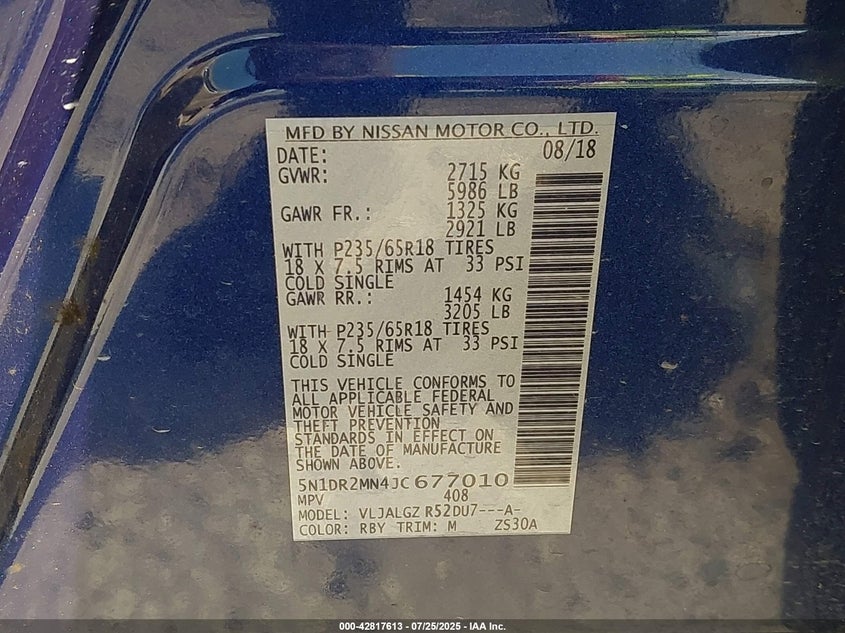 MFD BY NISSAN MOTOR CO., LTD.
DATE: 08/18
GVWR: 2715 KG
5986 LB
GAWR FR.: 1325 KG
2921 LB
WITH P235/65R18 TIRES
18 X 7.5 RIMS AT 33 PSI
COLD SINGLE
GAWR RR.: 1454 KG
3205 LB
WITH P235/65R18 TIRES
18 X 7.5 RIMS AT 33 PSI
COLD SINGLE
THIS VEHICLE CONFORMS TO
ALL APPLICABLE FEDERAL
MOTOR VEHICLE SAFETY AND
THEFT PREVENTION
STANDARDS IN EFFECT ON
THE DATE OF MANUFACTURE
SHOWN ABOVE.
5N1DR2MN4JC677010
MPV 408
MODEL: VLJALGZ R52DU7---A-
COLOR: RBY TRIM: M ZS30A
000-42817613 - 07/25/2025 - IAA Inc.